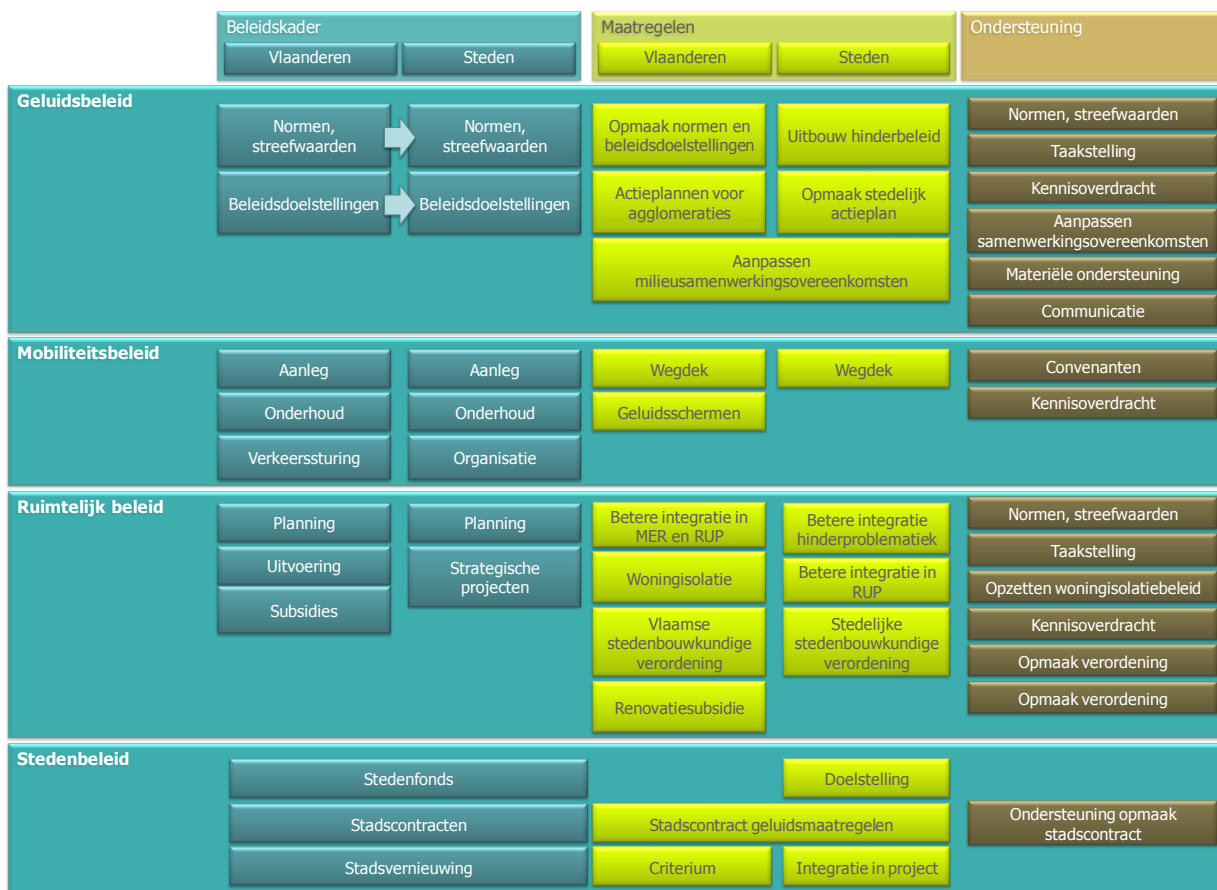 Beleidskader
Vlaanderen
Steden
Maatregelen
Vlaanderen
Steden
Ondersteuning
Geluidsbeleid
Normen,
streefwaarden
Normen,
streefwaarden
Beleidsdoelstellingen
Beleidsdoelstellingen
Opmaak normen en
beleidsdoelstellingen
Uitbouw hinderbeleid
Actieplannen voor
agglomeraties
Opmaak stedelijk
actieplan
Aanpassen
milieusamenwerkingsovereenkomsten
Normen, streefwaarden
Taakstelling
Kennisoverdracht
Aanpassen
samenwerkingsovereenkomsten
Materiële ondersteuning
Communicatie
Mobiliteitsbeleid
Aanleg
Aanleg
Onderhoud
Onderhoud
Verkeerssturing
Organisatie
Wegdek
Wegdek
Geluidsschermen
Convenanten
Kennisoverdracht
Ruimtelijk beleid
Planning
Planning
Uitvoering
Strategische
projecten
Subsidies
Betere integratie in
MER en RUP
Betere integratie
hinderproblematiek
Woningisolatie
Betere integratie in
RUP
Vlaamse
stedenbouwkundige
verordening
Stedelijke
stedenbouwkundige
verordening
Renovatiesubsidie
Normen, streefwaarden
Taakstelling
Opzetten woningisolatiebeleid
Kennisoverdracht
Opmaak verordening
Opmaak verordening
Stedenbeleid
Stedenfonds
Doelstelling
Stadscontracten
Stadscontract geluidsmaatregelen
Ondersteuning opmaak
stadscontract
Stadsvernieuwing
Criterium
Integratie in project